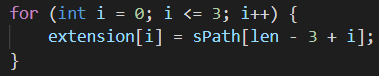 for (int i = 0; i <= 3; i++) {
    extension[i] = sPath[len - 3 + i];
}